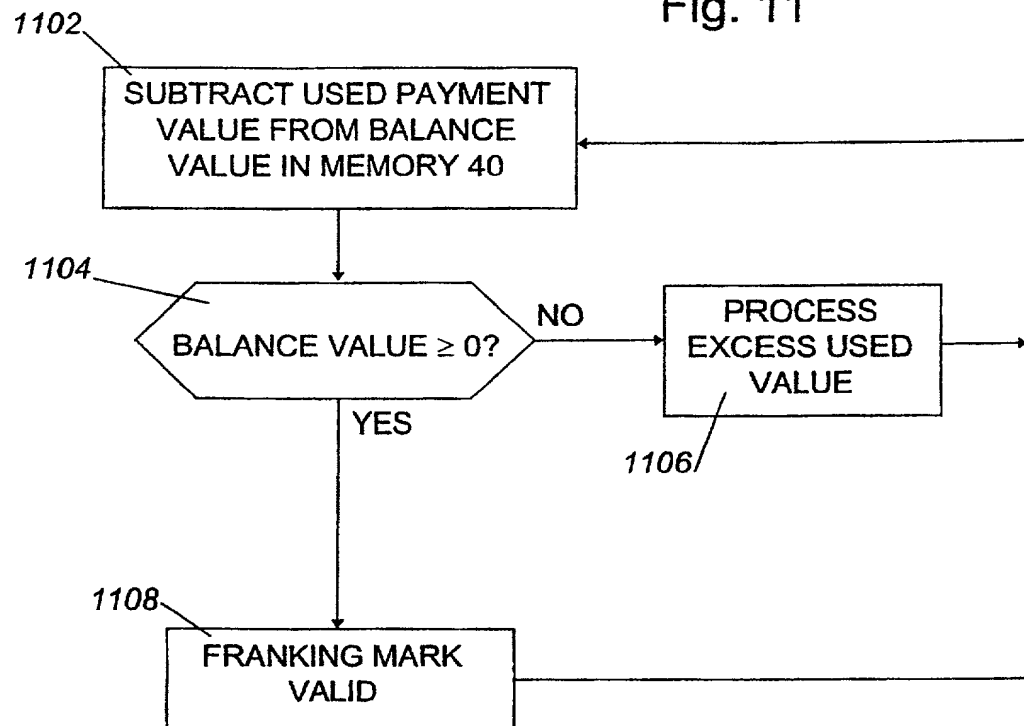 Fig. 11
1102
SUBTRACT USED PAYMENT
VALUE FROM BALANCE
VALUE IN MEMORY 40
1104
BALANCE VALUE ≥ 0?
NO
PROCESS
EXCESS USED
VALUE
YES
1106
1108
FRANKING MARK
VALID